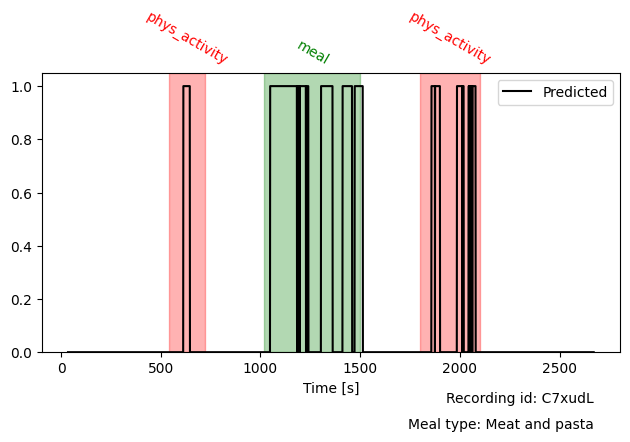 phys_activity
meal
phys_activity
1.0
0.8
0.6
0.4
0.2
0.0
Predicted
0 500 1000 1500 2000 2500
Time [s]
Recording id: C7xudL
Meal type: Meat and pasta